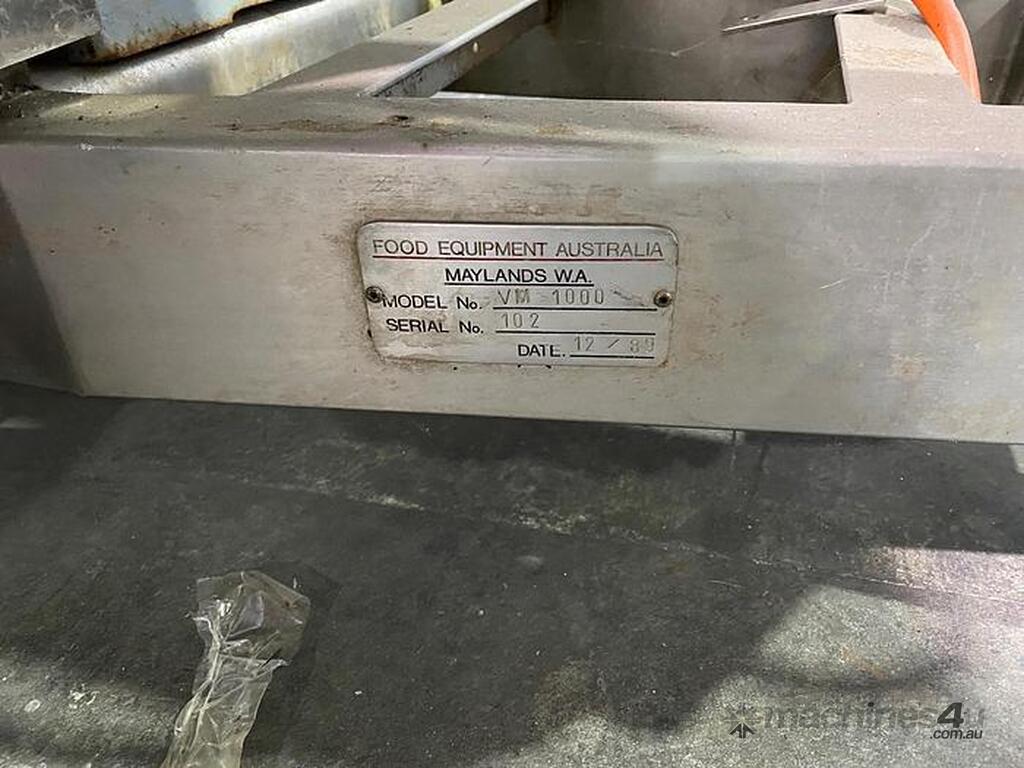 FOOD EQUIPMENT AUSTRALIA
MAYLANDS W.A.
MODEL No. VM-1000
SERIAL No. 102
DATE. 12/89
machines4u
.com.au